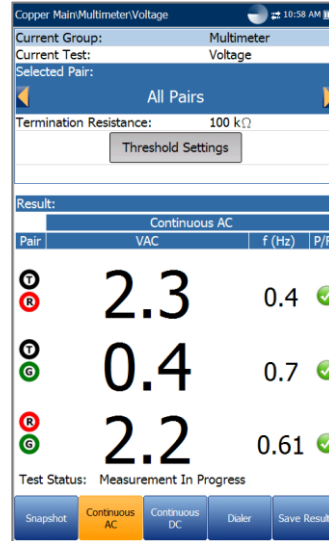 Copper Main\Multimeter\Voltage 10:58 AM
Current Group: Multimeter
Current Test: Voltage
Selected Pair:
All Pairs
Termination Resistance: 100 kΩ
Threshold Settings
Result:
Continuous AC
Pair VAC f (Hz) P/F
T R 2.3 0.4
T G 0.4 0.7
R G 2.2 0.61
Test Status: Measurement In Progress
Snapshot Continuous AC Continuous DC Dialer Save Result